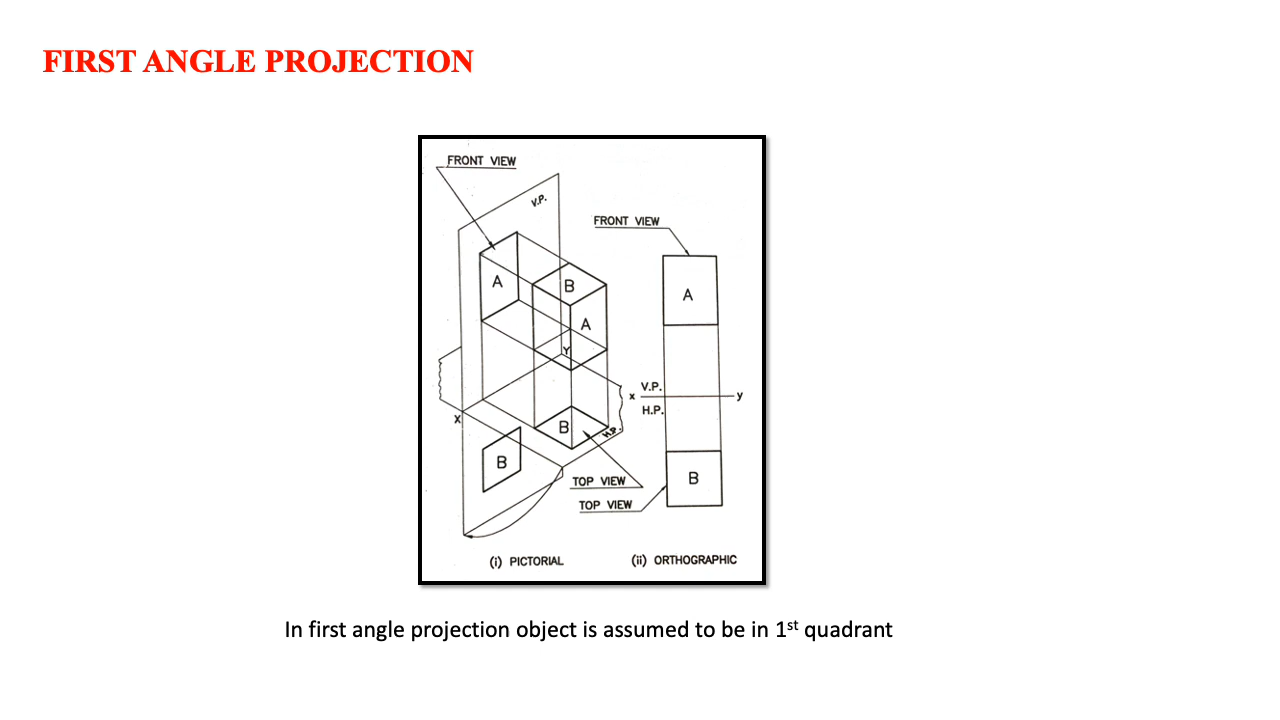 FIRST ANGLE PROJECTION
FRONT VIEW
V.P.
FRONT VIEW
A
B
A
A
Y
V.P.
x
y
H.P.
X
B
H.P.
B
B
TOP VIEW
TOP VIEW
(i) PICTORIAL
(ii) ORTHOGRAPHIC
In first angle projection object is assumed to be in 1st quadrant